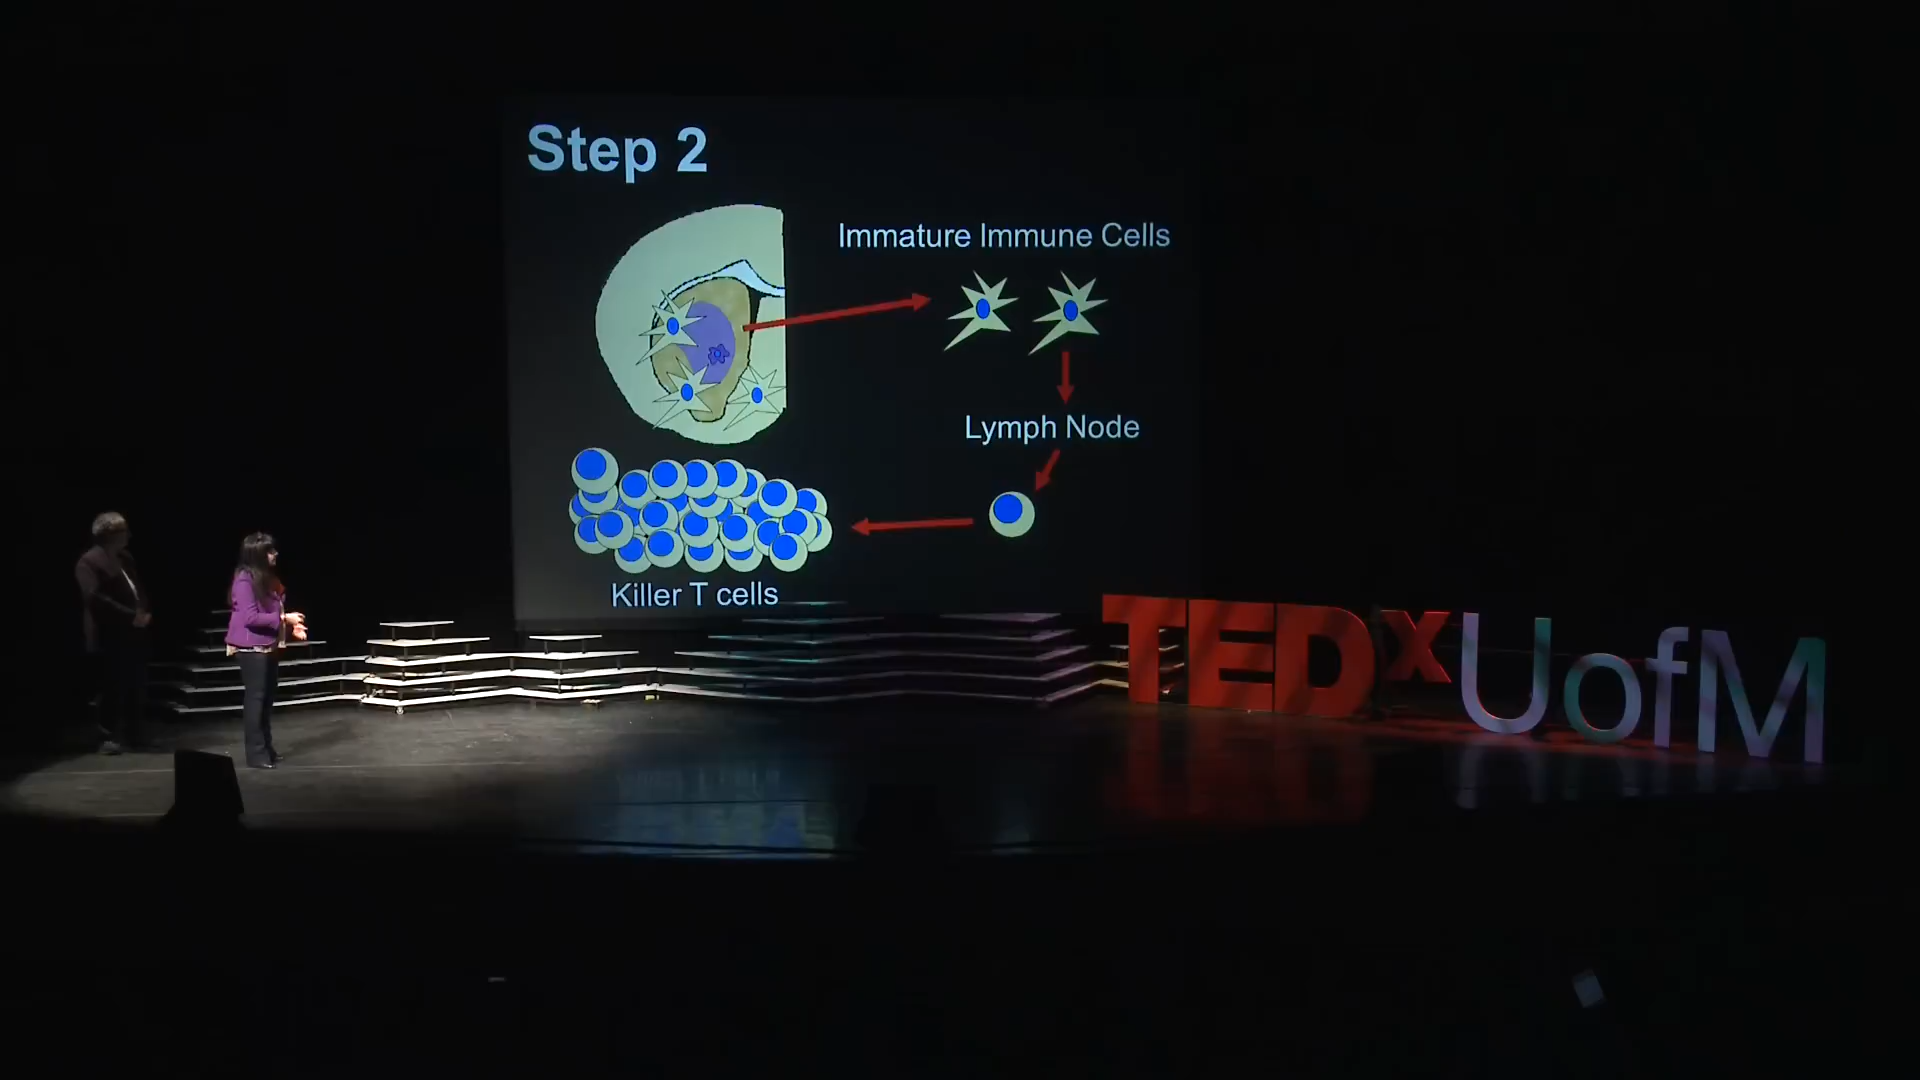 Step 2
Immature Immune Cells
Lymph Node
Killer T cells
TEDxUofM